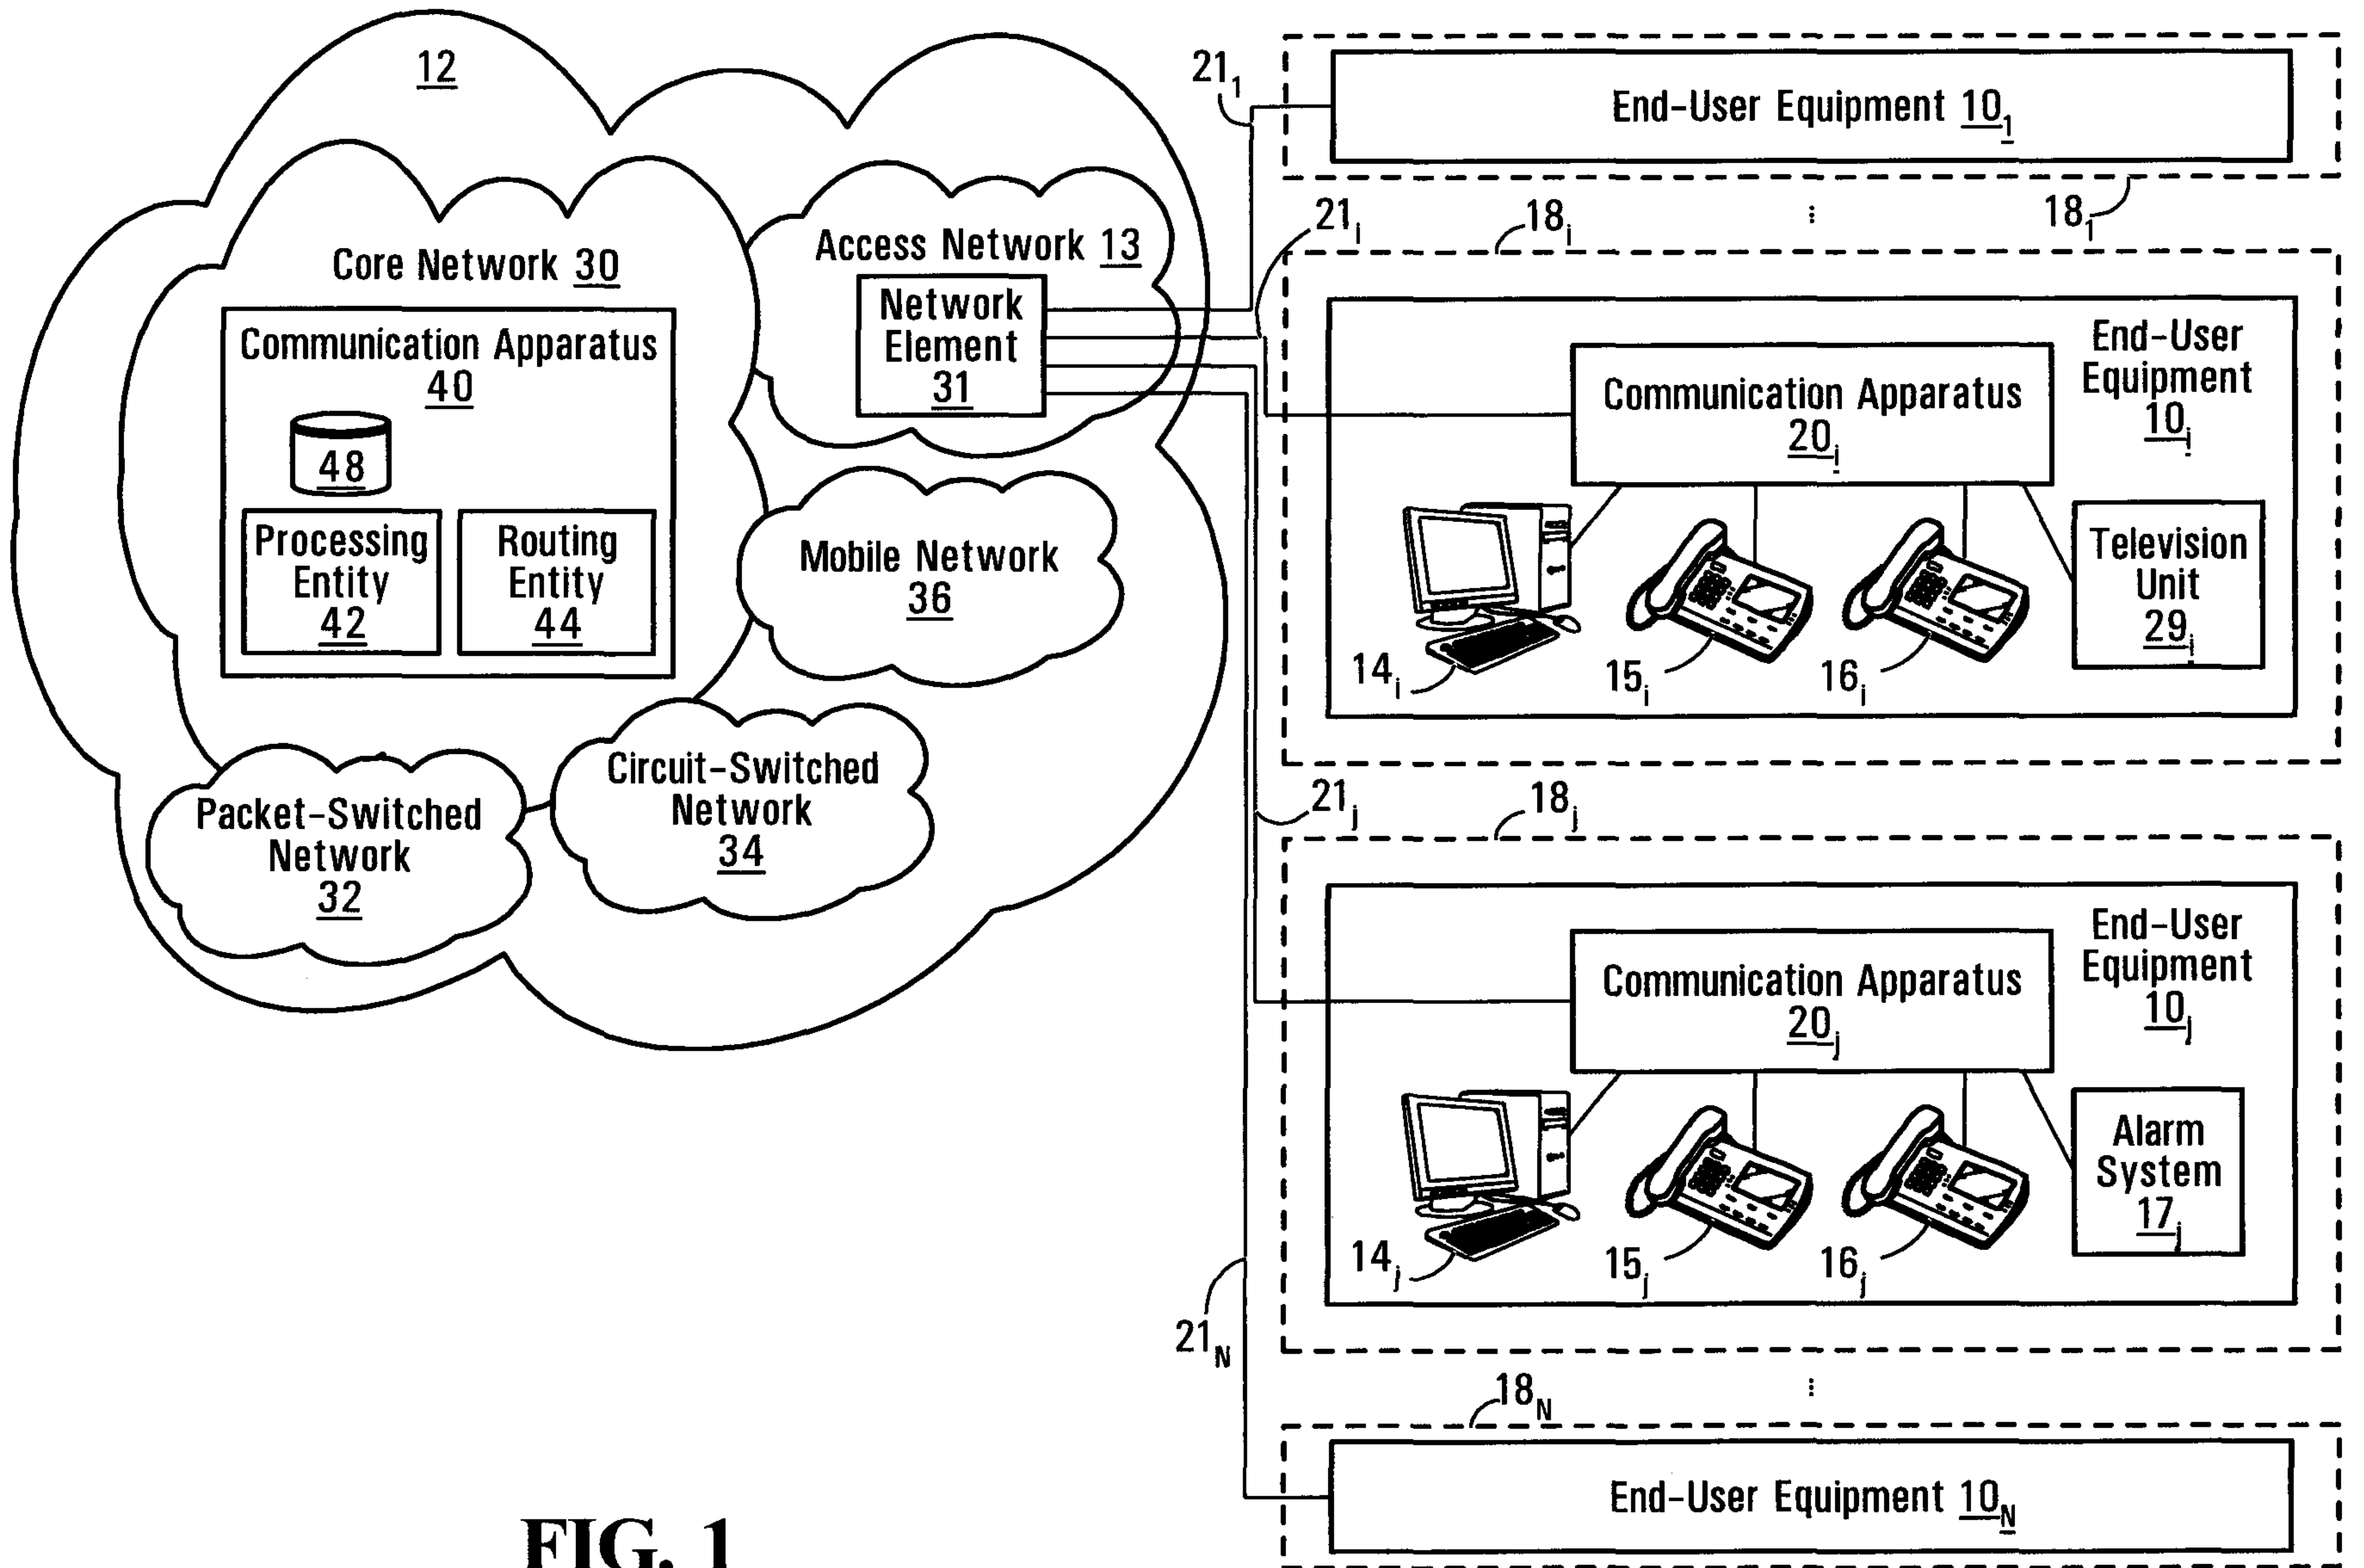 12
Core Network 30
Communication Apparatus
40
48
Processing
Entity
42
Routing
Entity
44
Access Network 13
Network
Element
31
Mobile Network
36
Circuit-Switched
Network
34
Packet-Switched
Network
32
21₁
End-User Equipment 10₁
18₁
21ᵢ
18ᵢ
...
Communication Apparatus
20ᵢ
End-User
Equipment
10ᵢ
Television
Unit
29ᵢ
14ᵢ
15ᵢ
16ᵢ
21ⱼ
18ⱼ
Communication Apparatus
20ⱼ
End-User
Equipment
10ⱼ
Alarm
System
17ⱼ
14ⱼ
15ⱼ
16ⱼ
21_N
18_N
...
End-User Equipment 10_N
FIG. 1